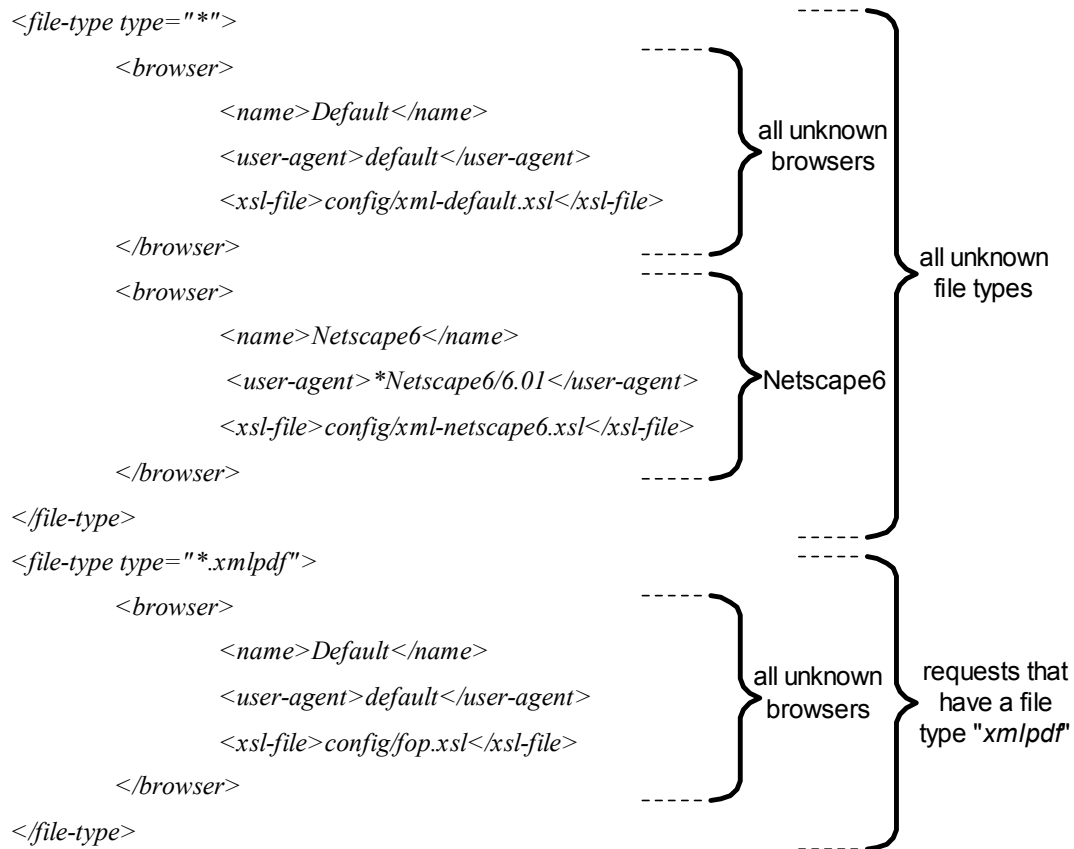 <file-type type="*">
<browser>
<name>Default</name>
<user-agent>default</user-agent>
<xsl-file>config/xml-default.xsl</xsl-file>
</browser>
all unknown
browsers
<browser>
<name>Netscape6</name>
<user-agent>*Netscape6/6.01</user-agent>
<xsl-file>config/xml-netscape6.xsl</xsl-file>
</browser>
Netscape6
</file-type>
all unknown
file types
<file-type type="*.xmlpdf">
<browser>
<name>Default</name>
<user-agent>default</user-agent>
<xsl-file>config/fop.xsl</xsl-file>
</browser>
all unknown
browsers
</file-type>
requests that
have a file
type "xmlpdf"